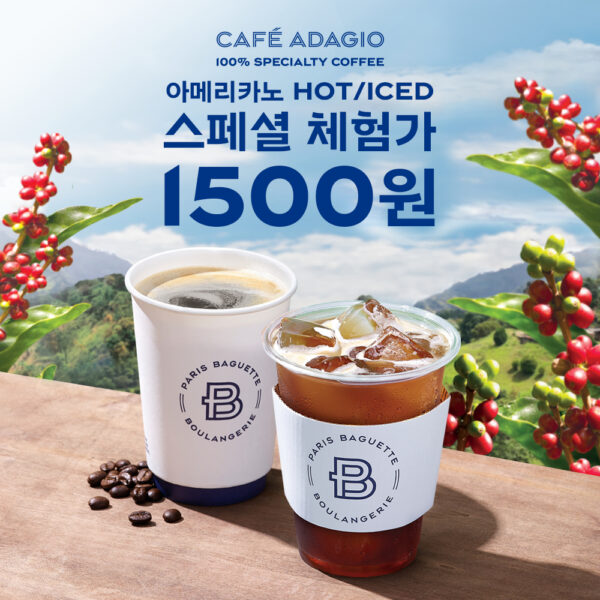 CAFÉ ADAGIO
100% SPECIALTY COFFEE
아메리카노 HOT/ICED
스페셜 체험가
1500원
PARIS BAGUETTE
B
BOULANGERIE
PARIS BAGUETTE
B
BOULANGERIE